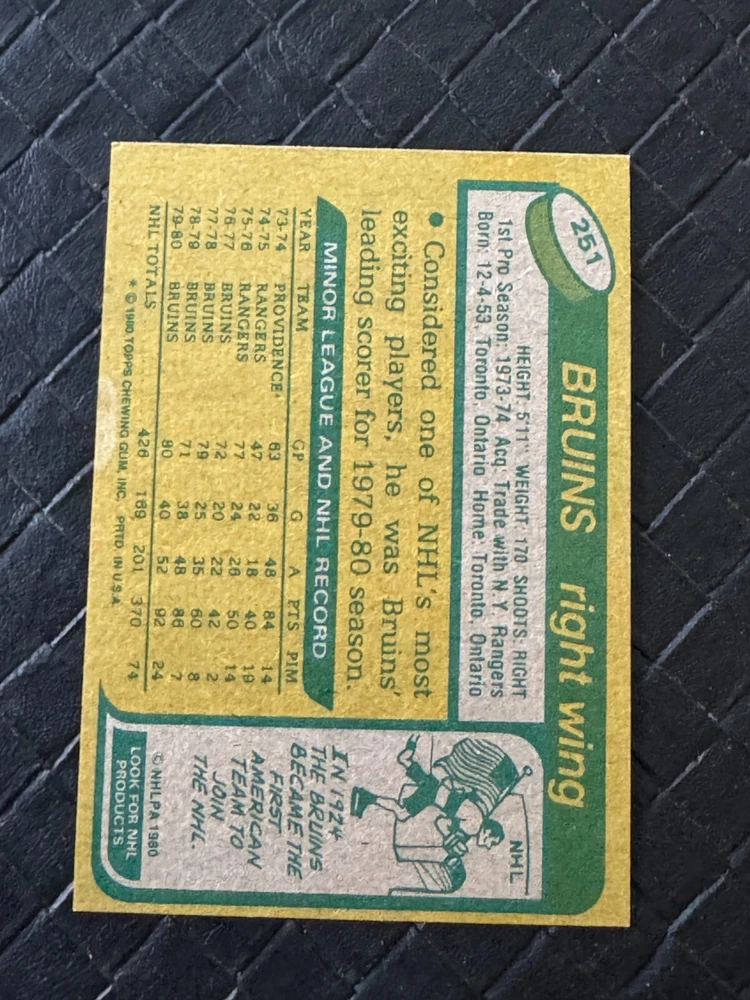 251
BRUINS right wing
HEIGHT: 5'11" WEIGHT: 170 SHOOTS: RIGHT
1st Pro Season: 1973-74 Acq: Trade with N.Y. Rangers
Born: 12-4-53, Toronto, Ontario Home: Toronto, Ontario
• Considered one of NHL's most
exciting players, he was Bruins'
leading scorer for 1979-80 season.
MINOR LEAGUE AND NHL RECORD
YEAR TEAM GP G A PTS PIM
73-74 PROVIDENCE* 63 36 48 84 14
74-75 RANGERS 47 22 18 40 19
75-76 RANGERS 77 24 26 50 14
76-77 BRUINS 72 20 22 42 2
77-78 BRUINS 79 25 35 60 8
78-79 BRUINS 71 38 48 86 7
79-80 BRUINS 80 40 52 92 24
NHL TOTALS 426 169 201 370 74
* © 1980 TOPPS CHEWING GUM, INC. PRTD. IN U.S.A.
NHL
IN 1924
THE BRUINS
BECAME THE
FIRST
AMERICAN
TEAM TO
JOIN
THE NHL.
© NHLPA 1980
LOOK FOR NHL
PRODUCTS